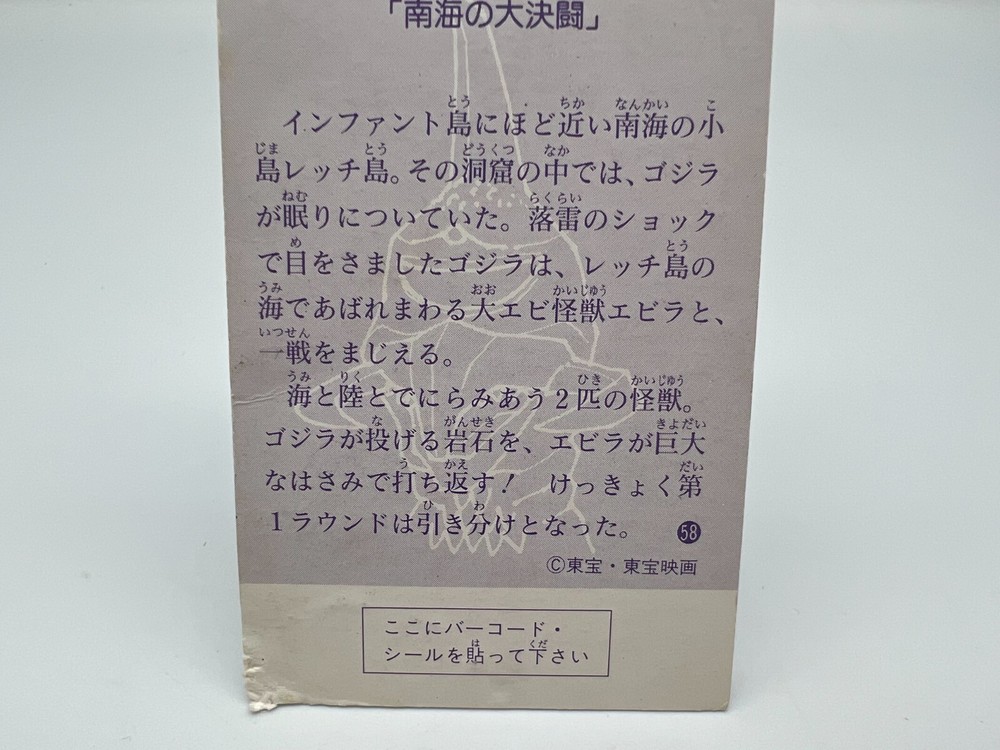 「南海の大決闘」
インファント島にほど近い南海の小
島レッチ島。その洞窟の中では、ゴジラ
が眠りについていた。落雷のショック
で目をさましたゴジラは、レッチ島の
海であばれまわる大エビ怪獣エビラと、
一戦をまじえる。
海と陸とでにらみあう2匹の怪獣。
ゴジラが投げる岩石を、エビラが巨大
なはさみで打ち返す! けっきょく第
1ラウンドは引き分けとなった。
58
©東宝・東宝映画
ここにバーコード・
シールを貼って下さい